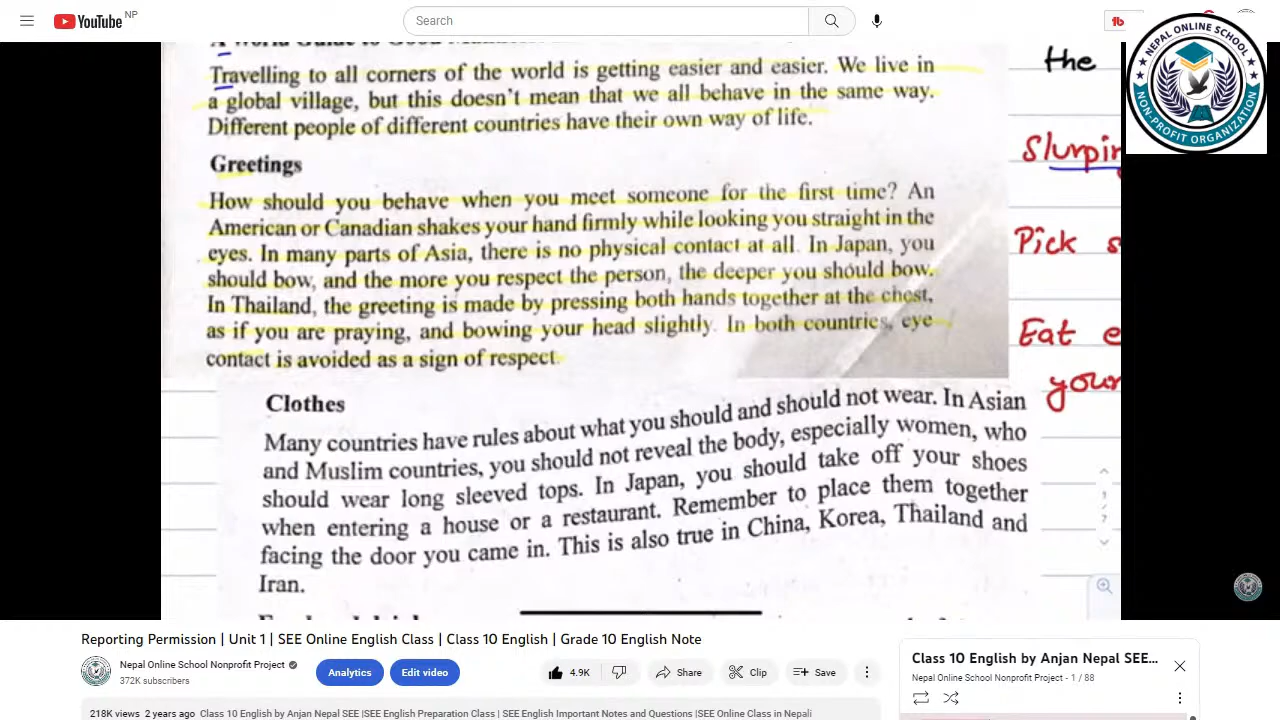 YouTube NP
Search
NEPAL ONLINE SCHOOL
NON-PROFIT ORGANIZATION
A World Guide to Good
Travelling to all corners of the world is getting easier and easier. We live in
a global village, but this doesn't mean that we all behave in the same way.
Different people of different countries have their own way of life.
Greetings
How should you behave when you meet someone for the first time? An
American or Canadian shakes your hand firmly while looking you straight in the
eyes. In many parts of Asia, there is no physical contact at all. In Japan, you
should bow, and the more you respect the person, the deeper you should bow.
In Thailand, the greeting is made by pressing both hands together at the chest,
as if you are praying, and bowing your head slightly. In both countries, eye
contact is avoided as a sign of respect.
Clothes
Many countries have rules about what you should and should not wear. In Asian
and Muslim countries, you should not reveal the body, especially women, who
should wear long sleeved tops. In Japan, you should take off your shoes
when entering a house or a restaurant. Remember to place them together
facing the door you came in. This is also true in China, Korea, Thailand and
Iran.
the
Slurpin
Pick s
Eat e
your
1
/
7
Reporting Permission | Unit 1 | SEE Online English Class | Class 10 English | Grade 10 English Note
Nepal Online School Nonprofit Project
372K subscribers
Analytics
Edit video
4.9K
Share
Clip
Save
218K views 2 years ago Class 10 English by Anjan Nepal SEE |SEE English Preparation Class | SEE English Important Notes and Questions |SEE Online Class in Nepali
Class 10 English by Anjan Nepal SEE...
Nepal Online School Nonprofit Project - 1 / 88